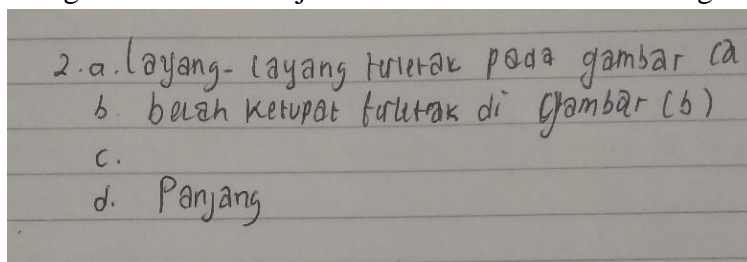 2.a. Layang-layang terletak pada gambar (a
b. belah ketupat terletak di Gambar (b)
c.
d. Panjang